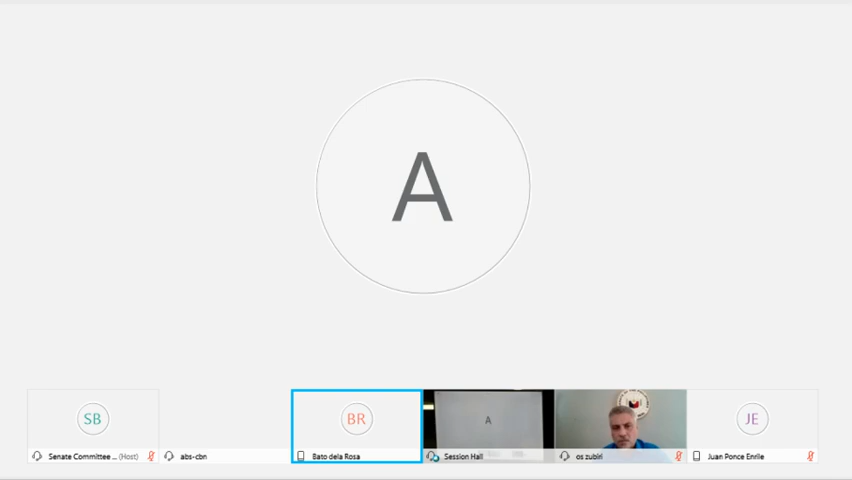 A
SB
BR
A
JE
Senate Committee ... (Host)
abs-cbn
Bato dela Rosa
Session Hall
os zubiri
Juan Ponce Enrile